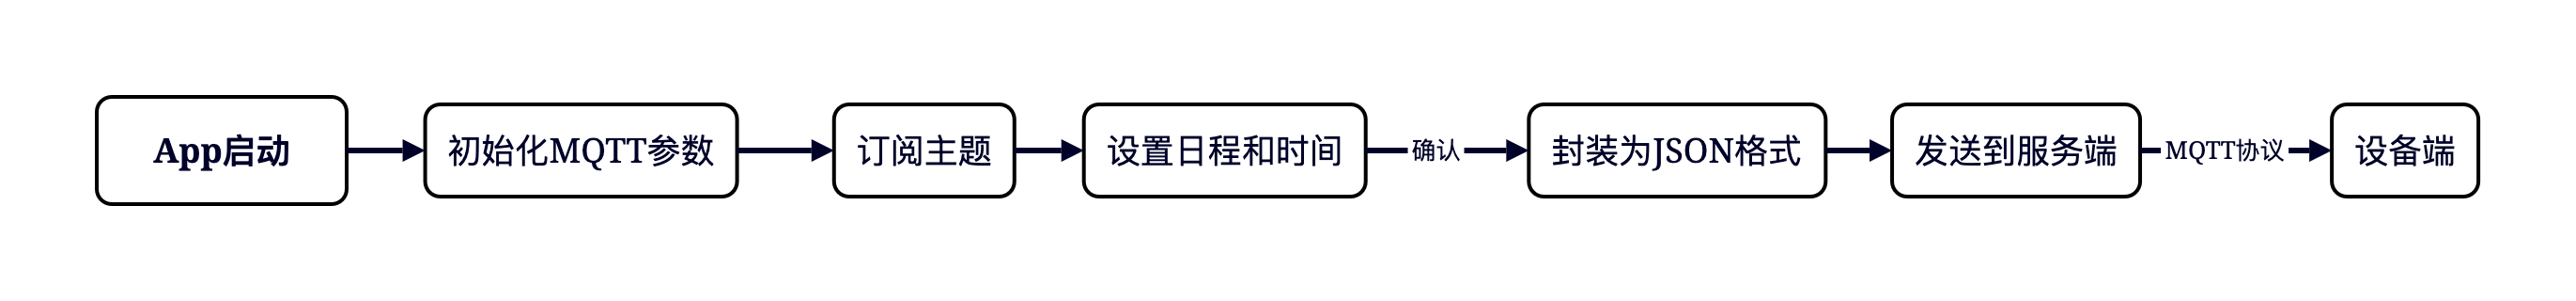 App启动
初始化MQTT参数
订阅主题
设置日程和时间
确认
封装为JSON格式
发送到服务端
MQTT协议
设备端